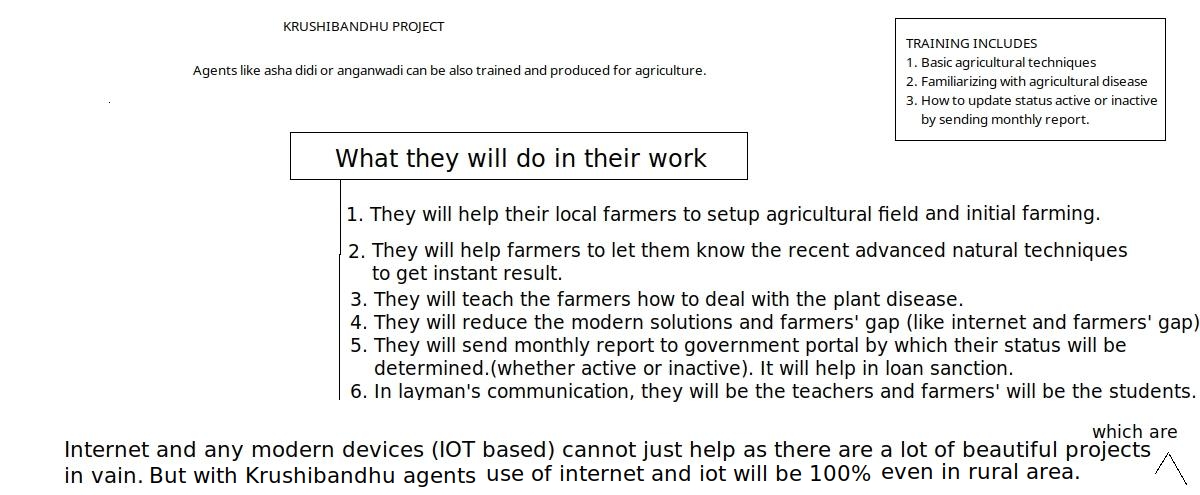 KRUSHIBANDHU PROJECT
Agents like asha didi or anganwadi can be also trained and produced for agriculture.
TRAINING INCLUDES
1. Basic agricultural techniques
2. Familiarizing with agricultural disease
3. How to update status active or inactive
by sending monthly report.
What they will do in their work
1. They will help their local farmers to setup agricultural field and initial farming.
2. They will help farmers to let them know the recent advanced natural techniques
to get instant result.
3. They will teach the farmers how to deal with the plant disease.
4. They will reduce the modern solutions and farmers' gap (like internet and farmers' gap)
5. They will send monthly report to government portal by which their status will be
determined.(whether active or inactive). It will help in loan sanction.
6. In layman's communication, they will be the teachers and farmers' will be the students.
which are
Internet and any modern devices (IOT based) cannot just help as there are a lot of beautiful projects
in vain. But with Krushibandhu agents use of internet and iot will be 100% even in rural area.